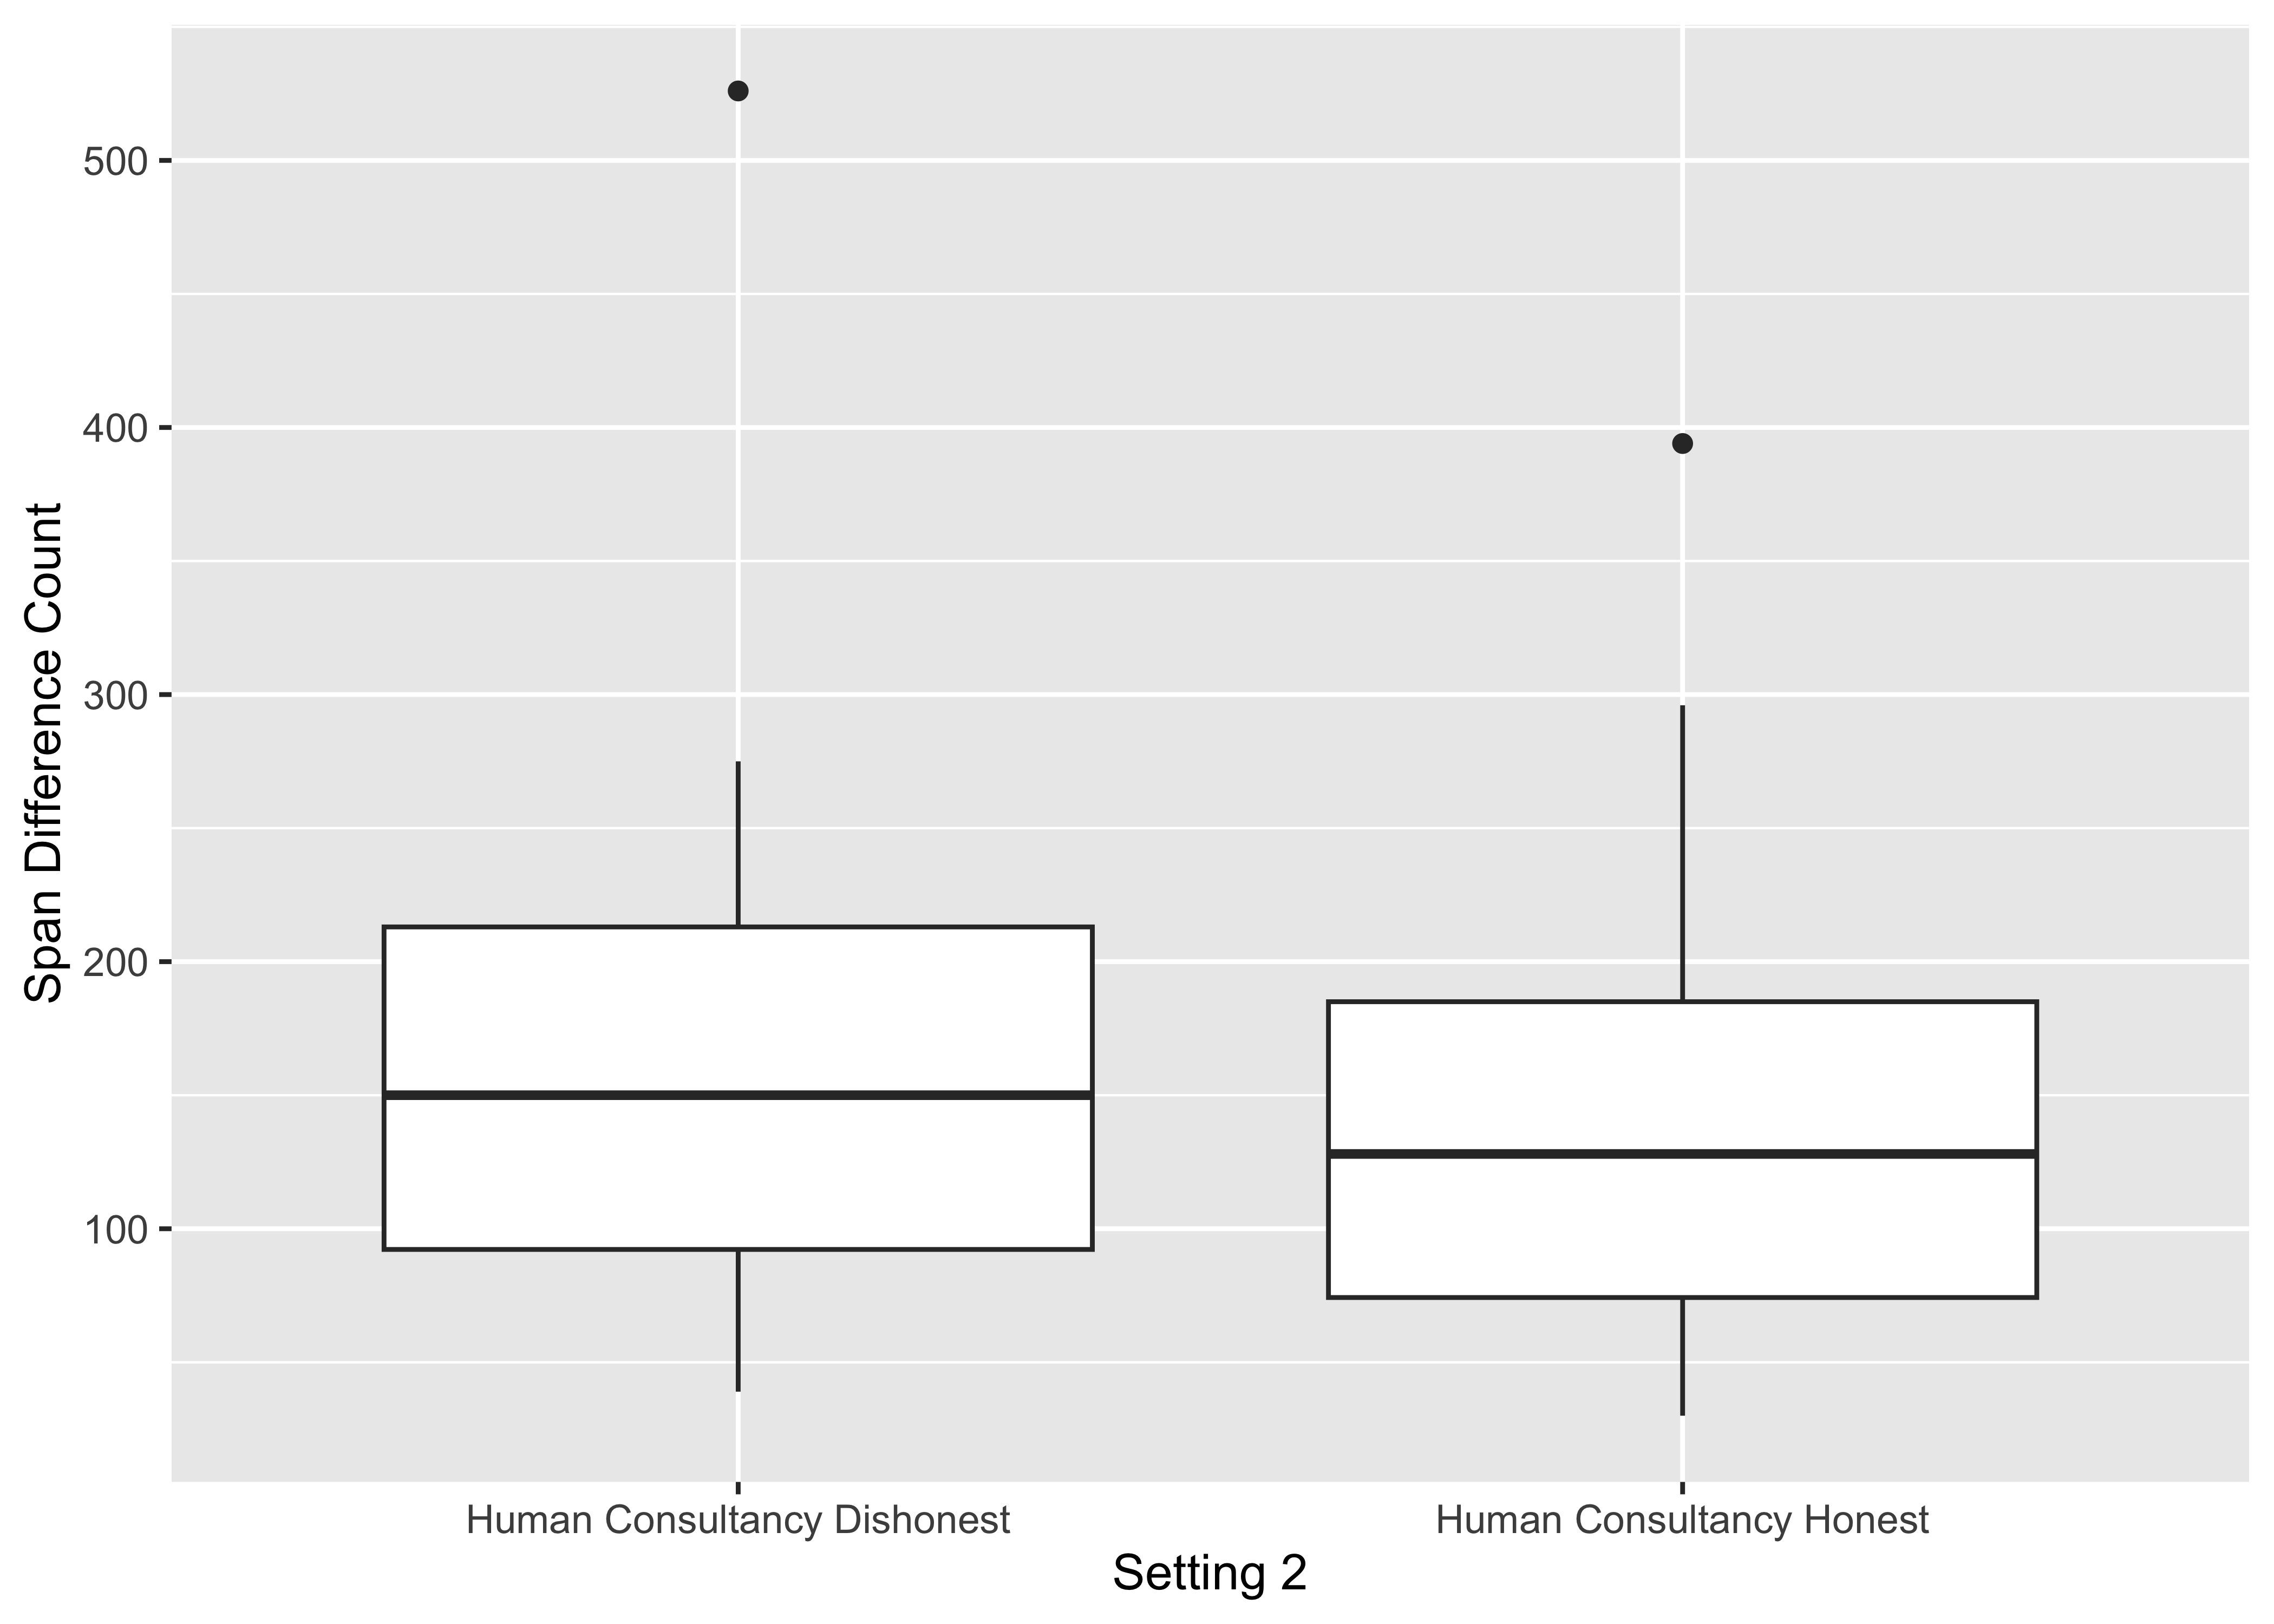 Span Difference Count
500
400
300
200
100
Human Consultancy Dishonest
Human Consultancy Honest
Setting 2